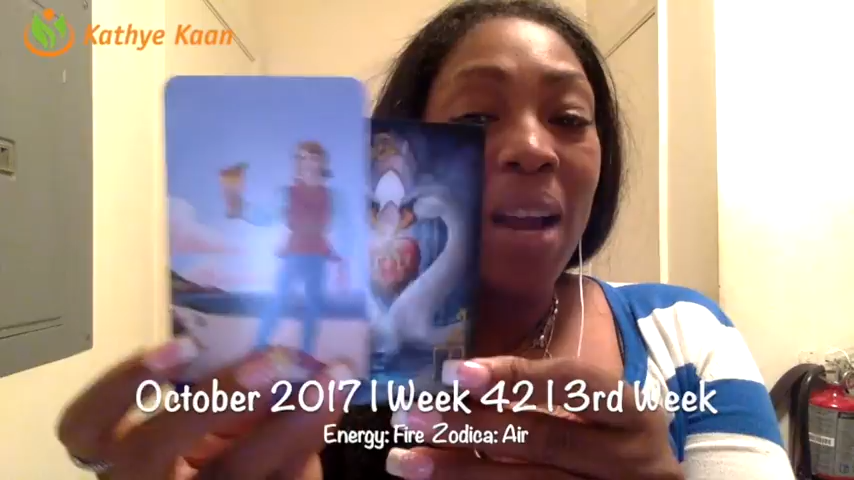 Kathye Kaan
October 2017 | Week 42 | 3rd Week
Energy: Fire Zodica: Air